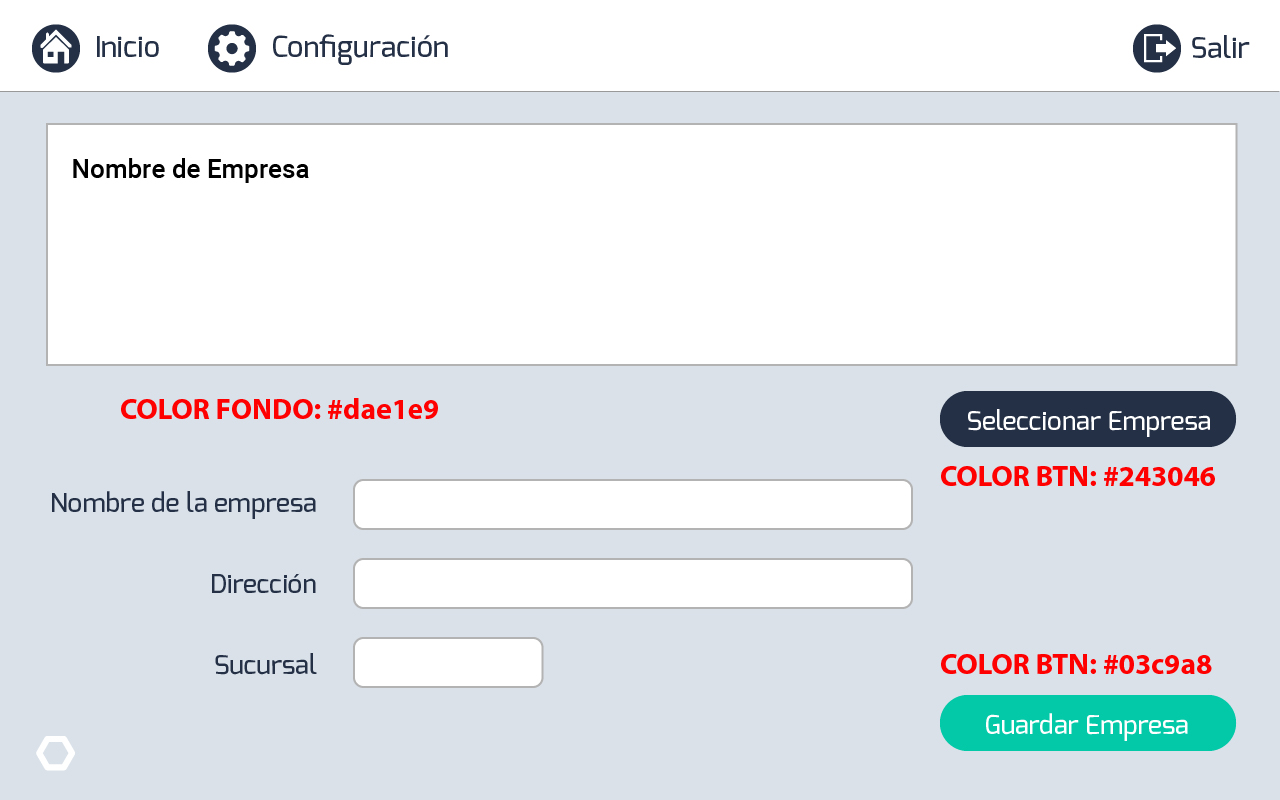 Inicio
Configuración
Salir
Nombre de Empresa
COLOR FONDO: #dae1e9
Seleccionar Empresa
COLOR BTN: #243046
Nombre de la empresa
Dirección
Sucursal
COLOR BTN: #03c9a8
Guardar Empresa